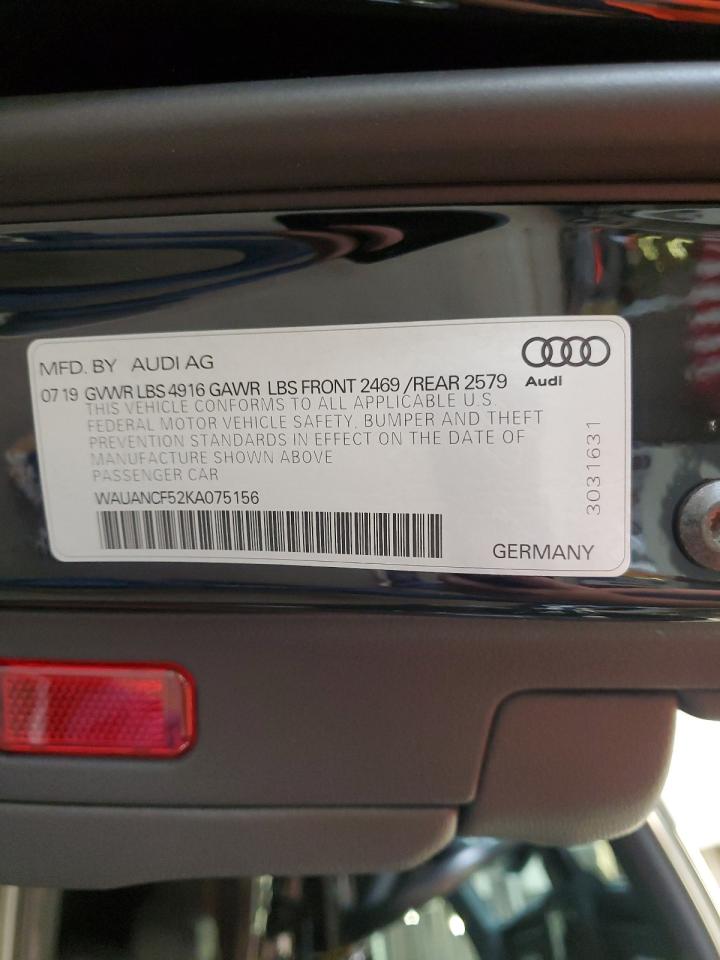 MFD. BY AUDI AG
Audi
07 19 GVWR LBS 4916 GAWR LBS FRONT 2469 /REAR 2579
THIS VEHICLE CONFORMS TO ALL APPLICABLE U.S.
FEDERAL MOTOR VEHICLE SAFETY, BUMPER AND THEFT
PREVENTION STANDARDS IN EFFECT ON THE DATE OF
MANUFACTURE SHOWN ABOVE
PASSENGER CAR
WAUANCF52KA075156
3031631
GERMANY